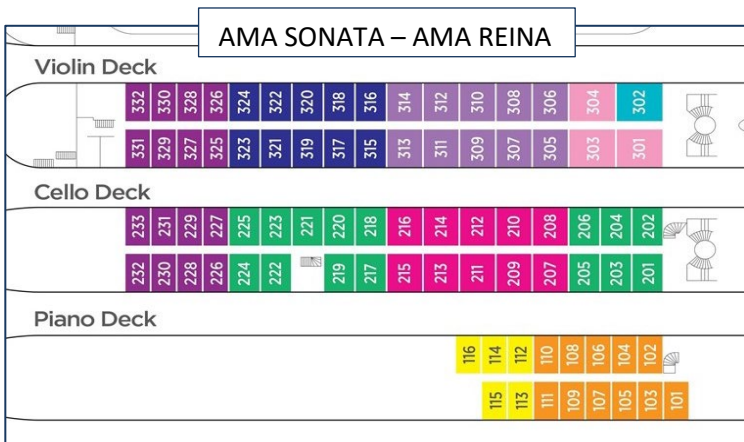 AMA SONATA – AMA REINA
Violin Deck
332 330 328 326 324 322 320 318 316 314 312 310 308 306 304 302
331 329 327 325 323 321 319 317 315 313 311 309 307 305 303 301
Cello Deck
233 231 229 227 225 223 221 220 218 216 214 212 210 208 206 204 202
232 230 228 226 224 222 219 217 215 213 211 209 207 205 203 201
Piano Deck
116 114 112 110 108 106 104 102
115 113 111 109 107 105 103 101